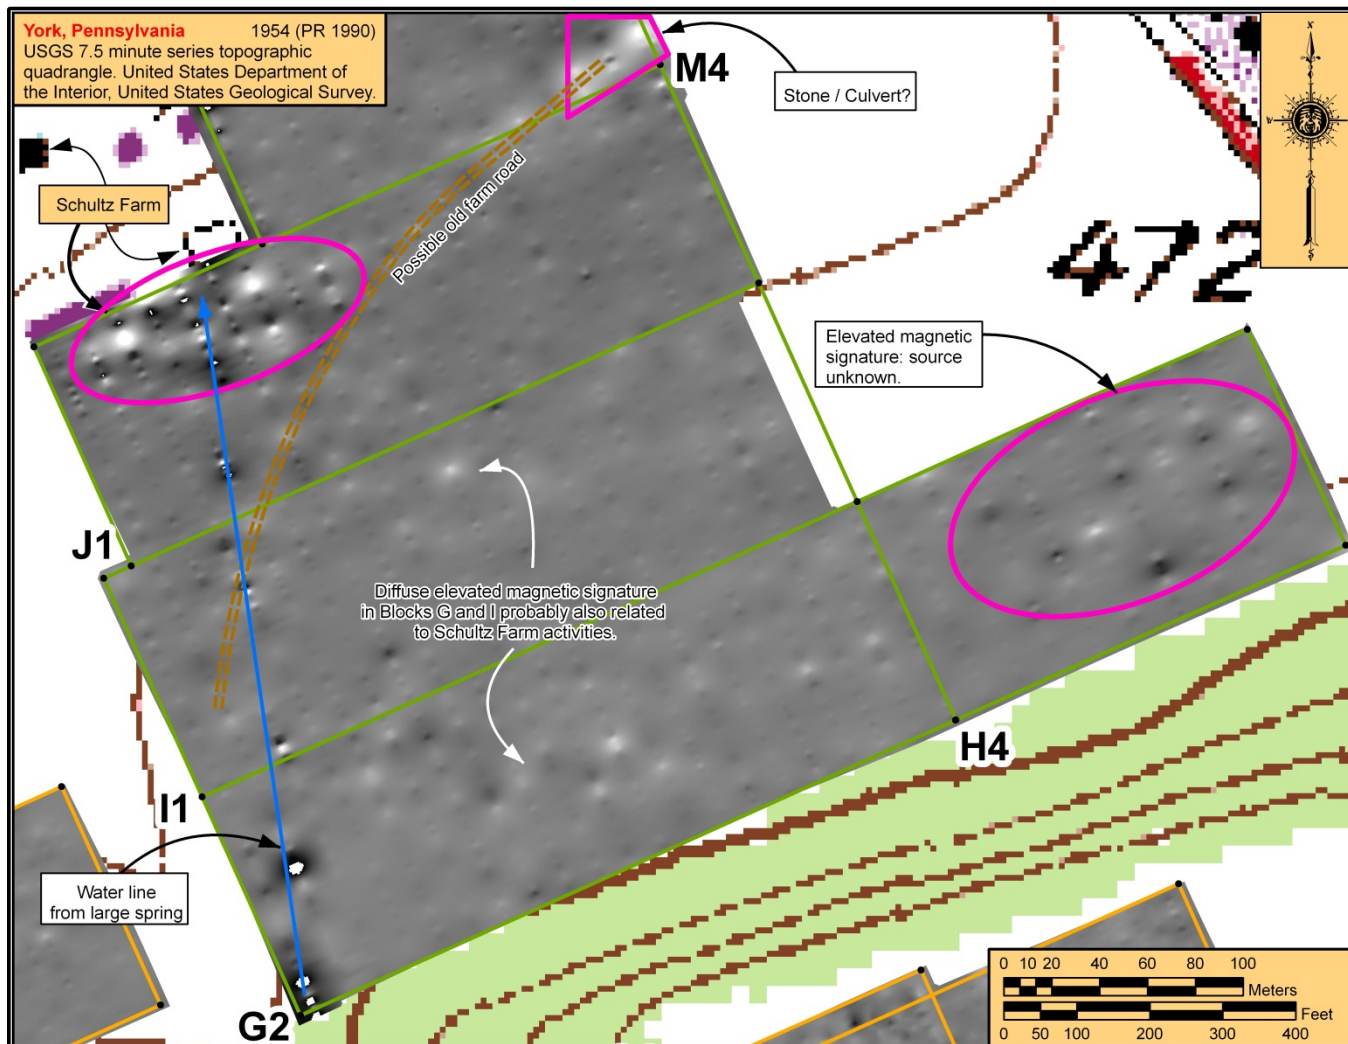 York, Pennsylvania 1954 (PR 1990)
USGS 7.5 minute series topographic
quadrangle. United States Department of
the Interior, United States Geological Survey.
M4
Stone / Culvert?
N
W
E
S
Schultz Farm
Possible old farm road
472
Elevated magnetic
signature: source
unknown.
J1
Diffuse elevated magnetic signature
in Blocks G and I probably also related
to Schultz Farm activities.
H4
I1
Water line
from large spring
G2
0 10 20 40 60 80 100
Meters
Feet
0 50 100 200 300 400